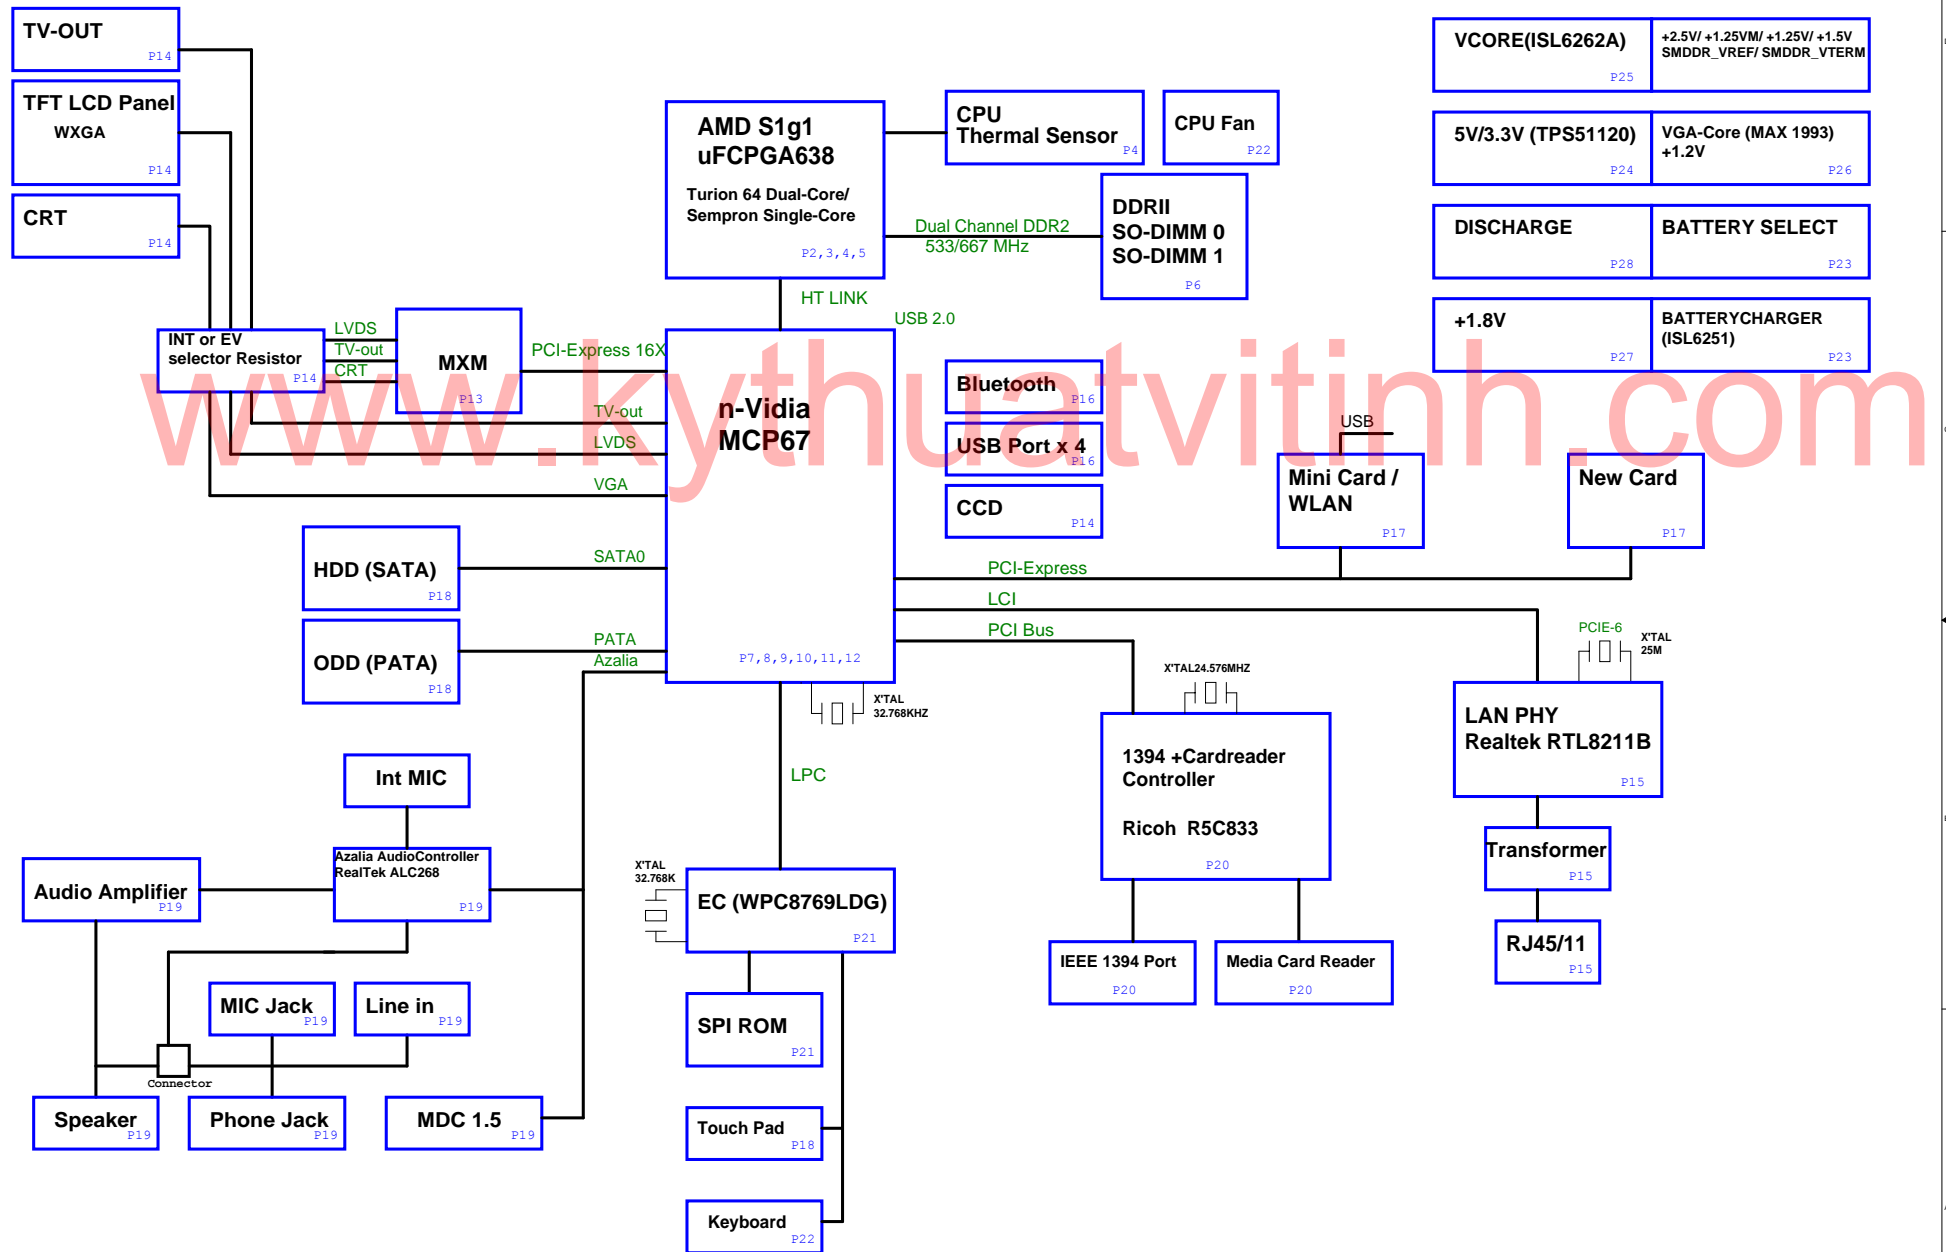 TV-OUT
P14
TFT LCD Panel
WXGA
P14
CRT
P14
INT or EV
selector Resistor
P14
LVDS
TV-out
CRT
MXM
P13
PCI-Express 16X
TV-out
LVDS
VGA
AMD S1g1
uFCPGA638
Turion 64 Dual-Core/
Sempron Single-Core
P2,3,4,5
CPU
Thermal Sensor
P4
CPU Fan
P22
Dual Channel DDR2
533/667 MHz
DDRII
SO-DIMM 0
SO-DIMM 1
P6
HT LINK
USB 2.0
n-Vidia
MCP67
P7,8,9,10,11,12
Bluetooth
P16
USB Port x 4
P16
CCD
P14
VCORE(ISL6262A)
P25
+2.5V/ +1.25VM/ +1.25V/ +1.5V
SMDDR_VREF/ SMDDR_VTERM
5V/3.3V (TPS51120)
P24
VGA-Core (MAX 1993)
+1.2V
P26
DISCHARGE
P28
BATTERY SELECT
P23
+1.8V
P27
BATTERYCHARGER
(ISL6251)
P23
www.kythuatvitinh.com
USB
Mini Card /
WLAN
P17
New Card
P17
HDD (SATA)
P18
SATA0
ODD (PATA)
P18
PATA
Azalia
PCI-Express
LCI
PCI Bus
X'TAL
32.768KHZ
X'TAL24.576MHZ
PCIE-6
X'TAL
25M
LPC
1394 +Cardreader
Controller
Ricoh R5C833
P20
LAN PHY
Realtek RTL8211B
P15
Transformer
P15
RJ45/11
P15
IEEE 1394 Port
P20
Media Card Reader
P20
Int MIC
Azalia AudioController
RealTek ALC268
P19
Audio Amplifier
P19
X'TAL
32.768K
EC (WPC8769LDG)
P21
SPI ROM
P21
MIC Jack
P19
Line in
P19
Connector
Speaker
P19
Phone Jack
P19
MDC 1.5
P19
Touch Pad
P18
Keyboard
P22